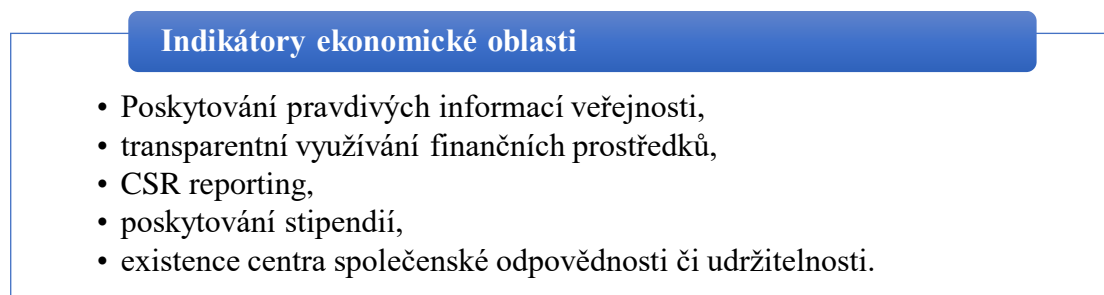 Indikátory ekonomické oblasti
• Poskytování pravdivých informací veřejnosti,
• transparentní využívání finančních prostředků,
• CSR reporting,
• poskytování stipendií,
• existence centra společenské odpovědnosti či udržitelnosti.